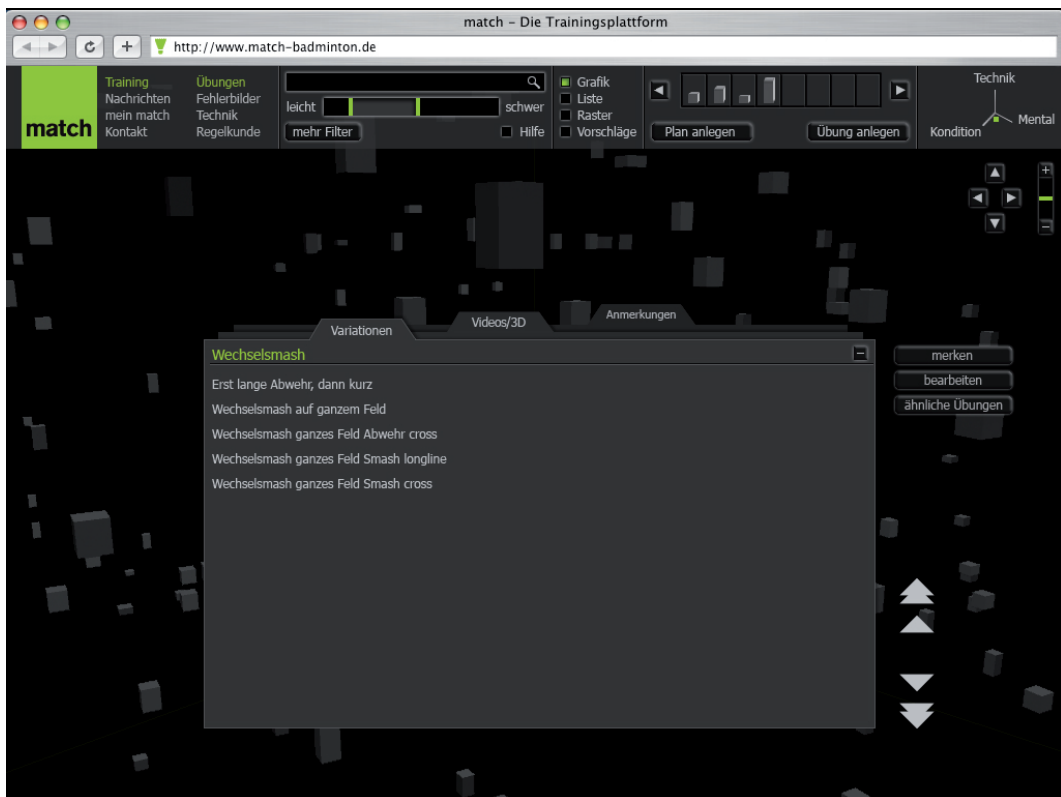 match – Die Trainingsplattform
http://www.match-badminton.de
match
Training
Nachrichten
mein match
Kontakt
Übungen
Fehlerbilder
Technik
Regelkunde
leicht
schwer
mehr Filter
Hilfe
Grafik
Liste
Raster
Vorschläge
Plan anlegen
Übung anlegen
Technik
Kondition
Mental
Variationen
Videos/3D
Anmerkungen
Wechselsmash
Erst lange Abwehr, dann kurz
Wechselsmash auf ganzem Feld
Wechselsmash ganzes Feld Abwehr cross
Wechselsmash ganzes Feld Smash longline
Wechselsmash ganzes Feld Smash cross
merken
bearbeiten
ähnliche Übungen